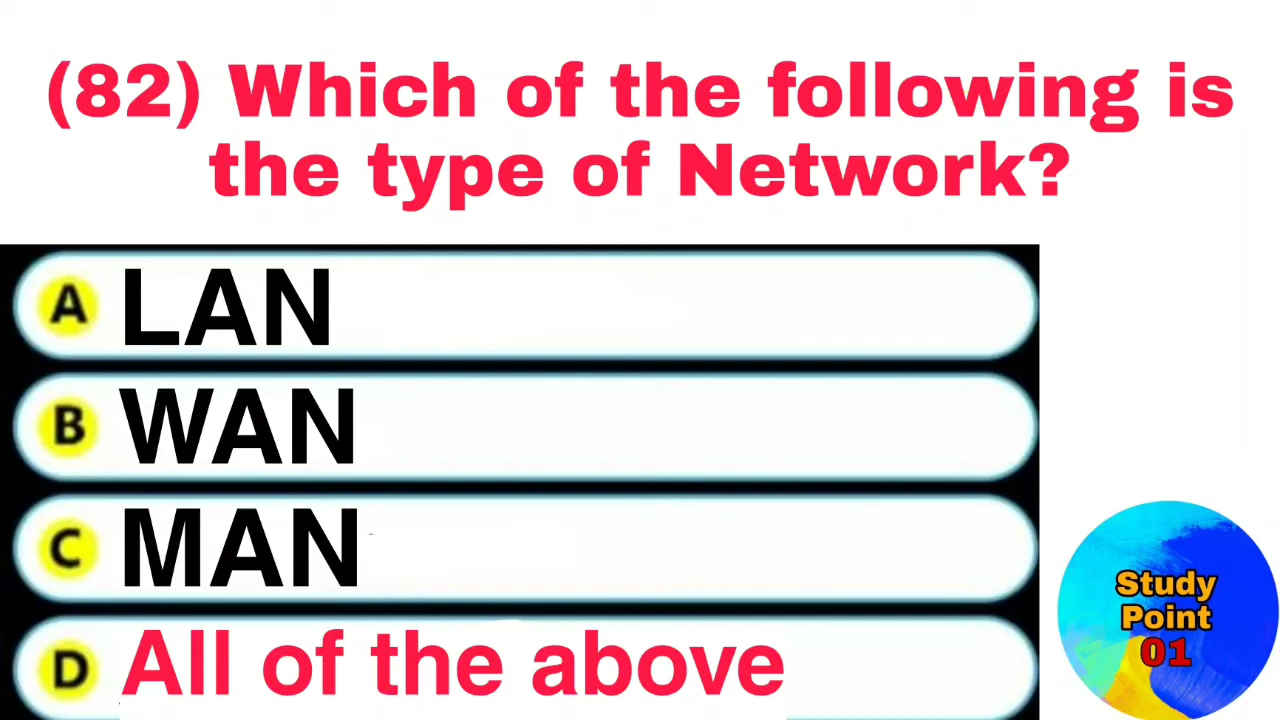 (82) Which of the following is
the type of Network?
A LAN
B WAN
C MAN
D All of the above
Study
Point
01